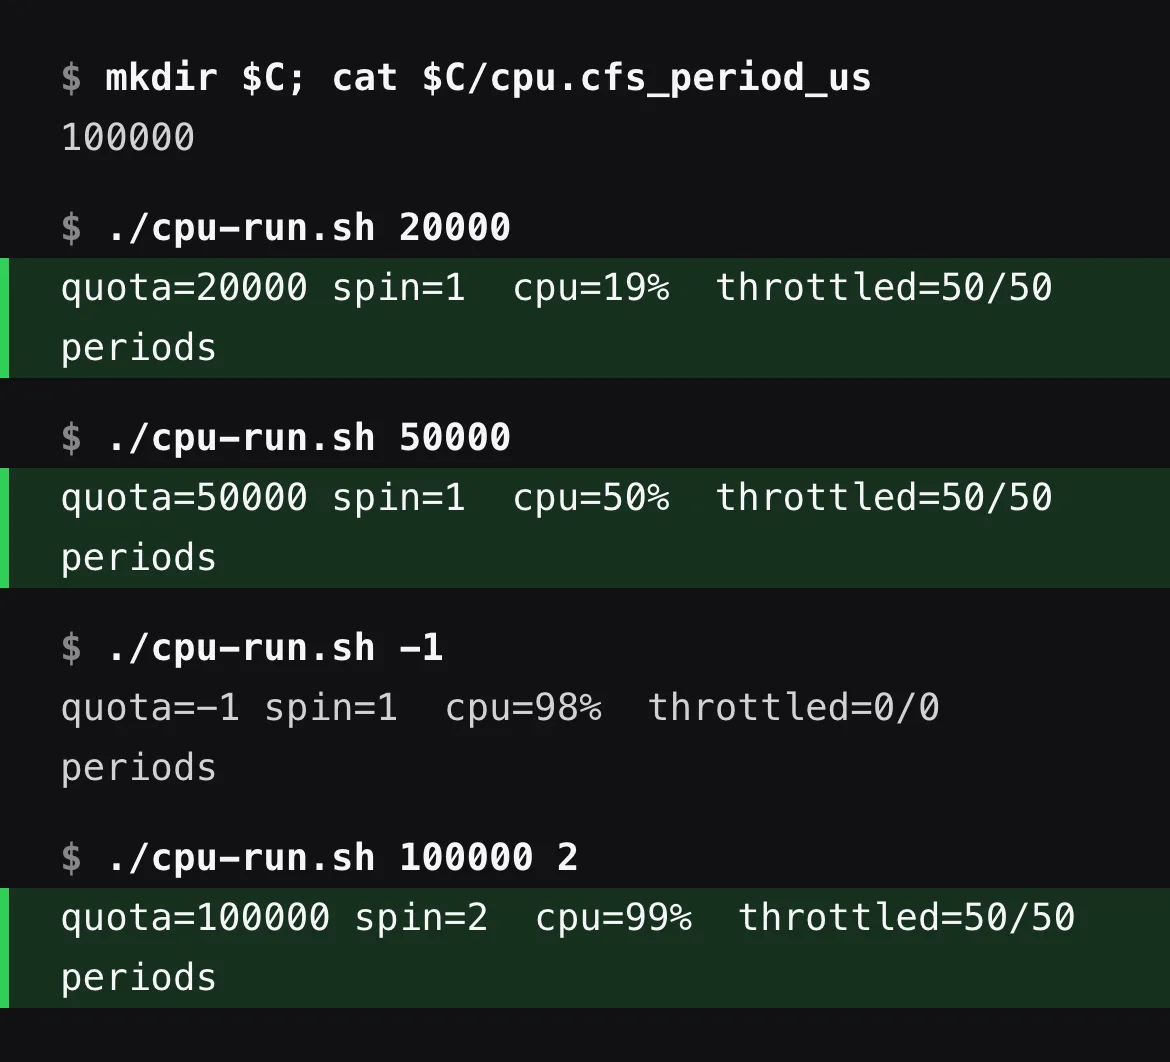 $ mkdir $C; cat $C/cpu.cfs_period_us
100000
$ ./cpu-run.sh 20000
quota=20000 spin=1  cpu=19%  throttled=50/50
periods
$ ./cpu-run.sh 50000
quota=50000 spin=1  cpu=50%  throttled=50/50
periods
$ ./cpu-run.sh -1
quota=-1 spin=1  cpu=98%  throttled=0/0
periods
$ ./cpu-run.sh 100000 2
quota=100000 spin=2  cpu=99%  throttled=50/50
periods